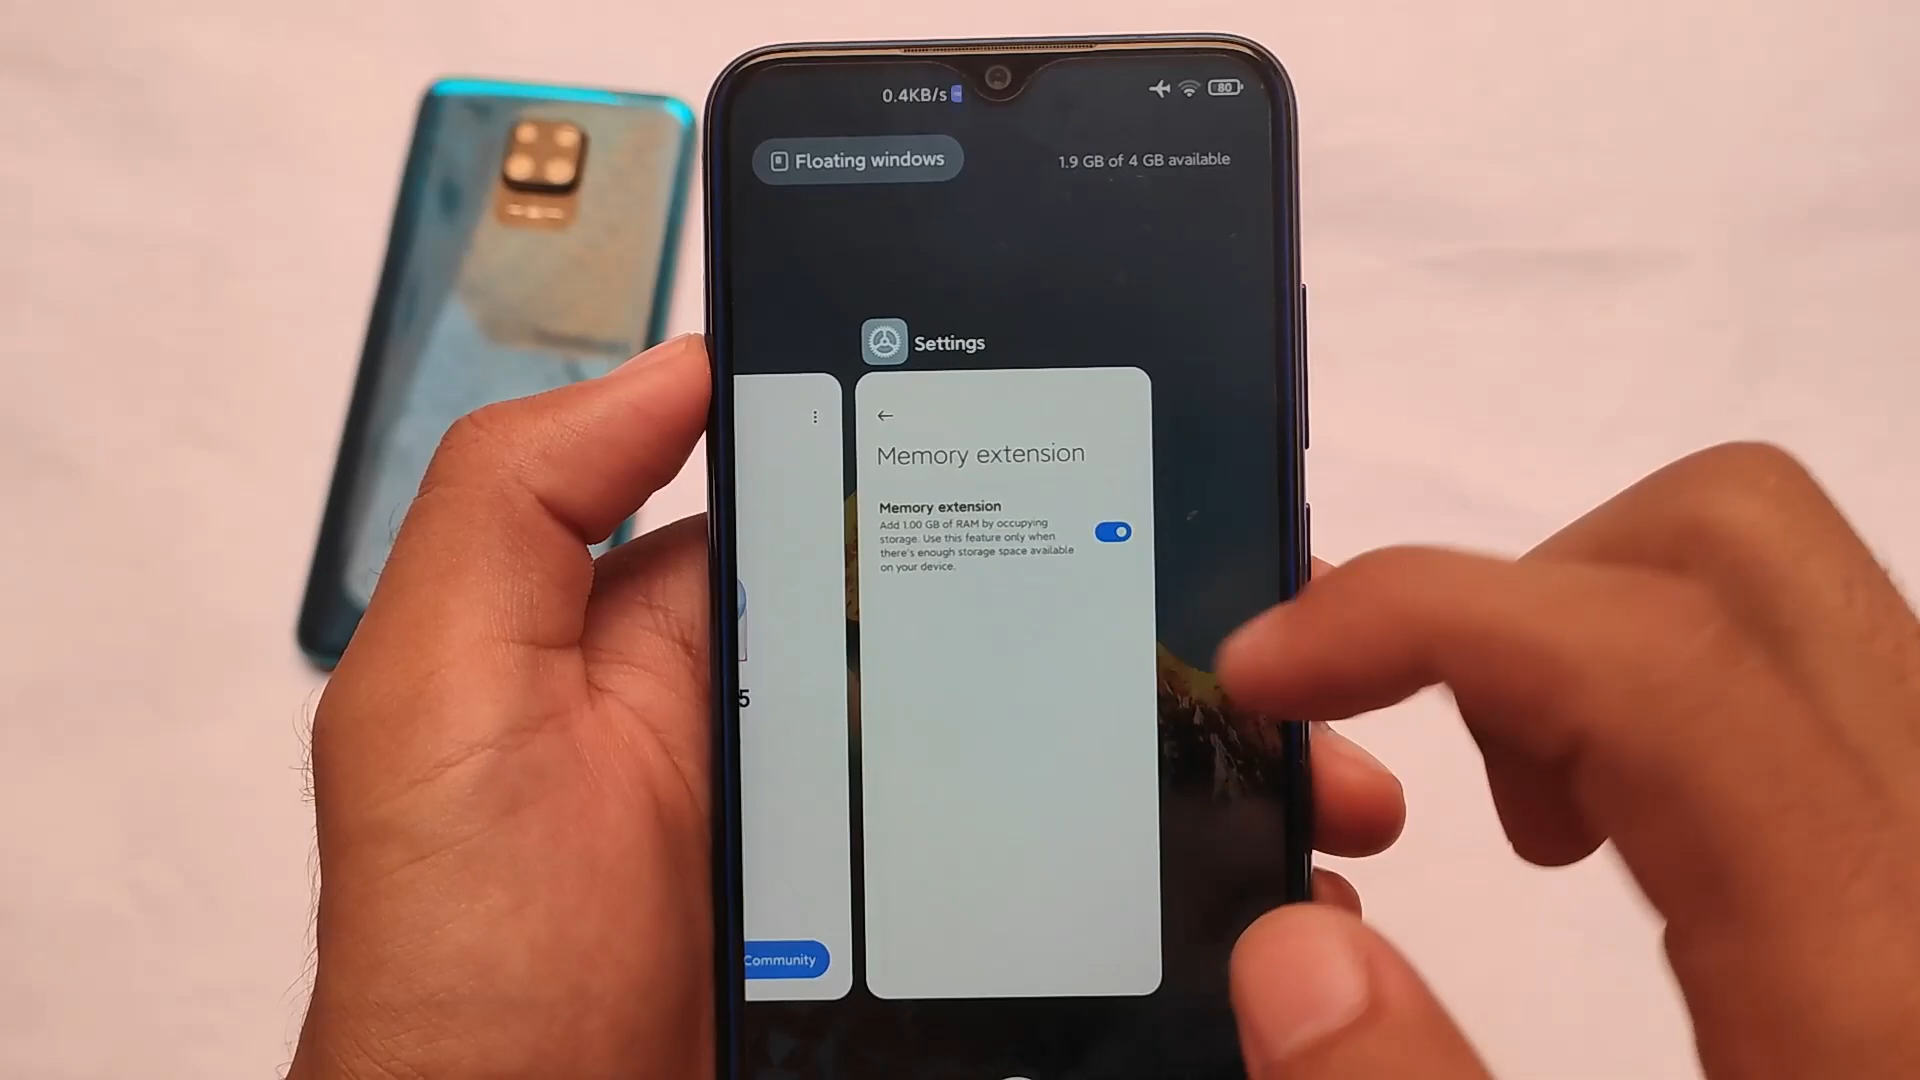 0.4KB/s
80
Floating windows
1.9 GB of 4 GB available
Settings
Memory extension
Memory extension
Add 1.00 GB of RAM by occupying
storage. Use this feature only when
there's enough storage space available
on your device.
5
Community